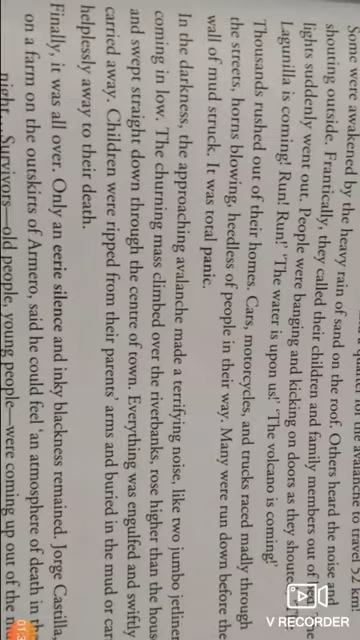 the avalanche to travel 52 km!
Some were awakened by the heavy rain of sand on the roof. Others heard the noise and
shouting outside. Frantically, they called their children and family members out of
lights suddenly went out. People were banging and kicking on doors as they
Lagunilla is coming! Run! Run!' 'The water is upon us!' 'The volcano is coming!'
Thousands rushed out of their homes. Cars, motorcycles, and trucks raced madly through
the streets, horns blowing, heedless of people in their way. Many were run down before the
wall of mud struck. It was total panic.
In the darkness, the approaching avalanche made a terrifying noise, like two jumbo jetliner
coming in low. The churning mass climbed over the riverbanks, rose higher than the hous
and swept straight down through the centre of town. Everything was engulfed and swiftly
carried away. Children were ripped from their parents' arms and buried in the mud or car
helplessly away to their death.
Finally, it was all over. Only an eerie silence and inky blackness remained. Jorge Castilla,
on a farm on the outskirts of Armero, said he could feel an atmosphere of death in
night. Survivors—old people, young people—were coming up out of the
V RECORDER